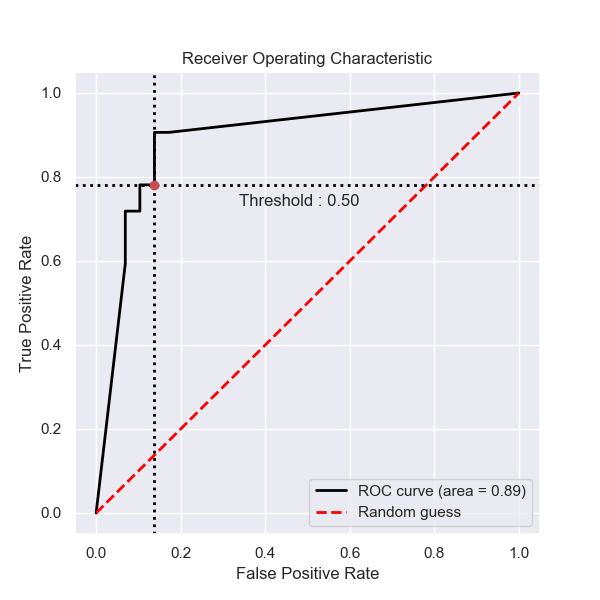 Receiver Operating Characteristic
True Positive Rate
1.0
0.8
0.6
0.4
0.2
0.0
Threshold : 0.50
ROC curve (area = 0.89)
Random guess
0.0 0.2 0.4 0.6 0.8 1.0
False Positive Rate